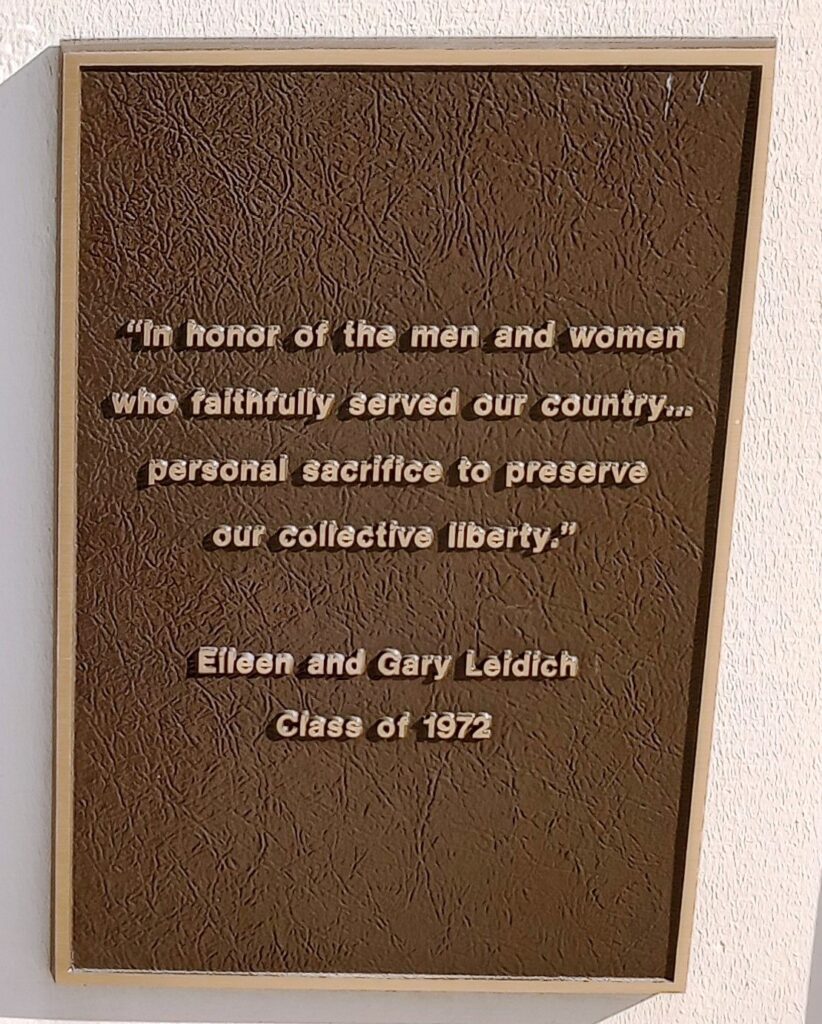 “In honor of the men and women
who faithfully served our country...
personal sacrifice to preserve
our collective liberty.”
Eileen and Gary Leidich
Class of 1972